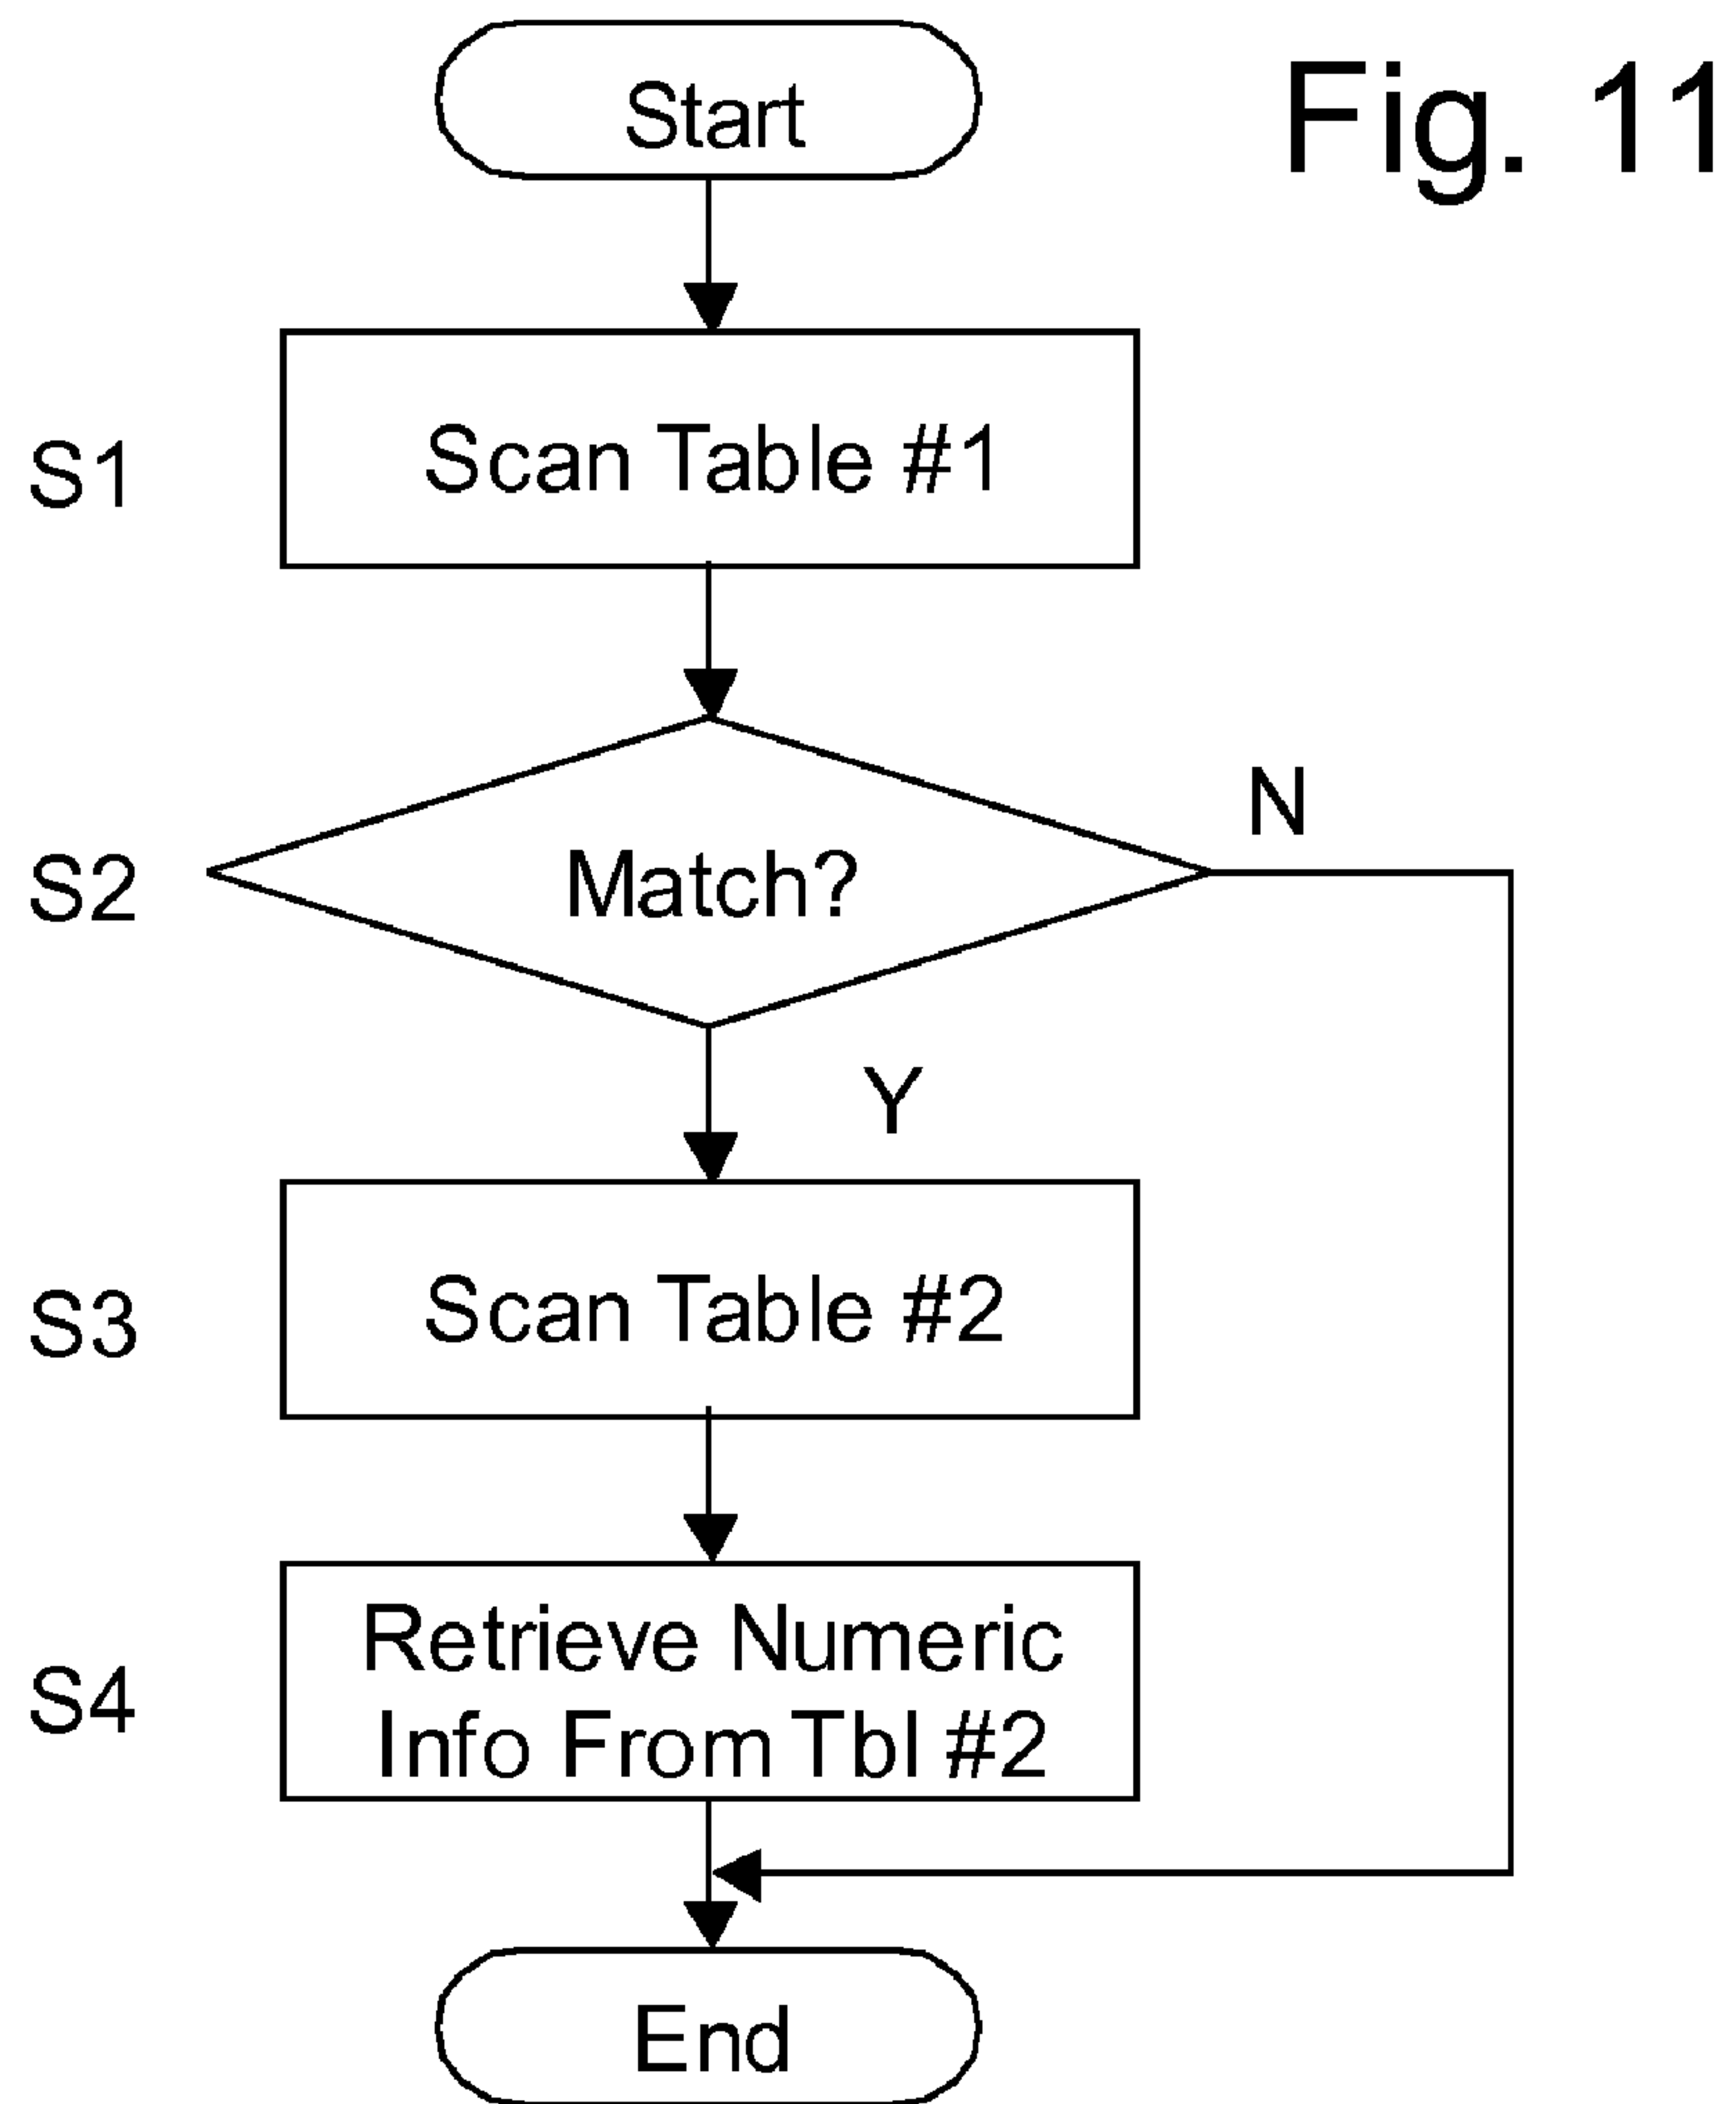 Start
Fig. 11
S1
Scan Table #1
S2
Match?
N
Y
S3
Scan Table #2
S4
Retrieve Numeric
Info From Tbl #2
End